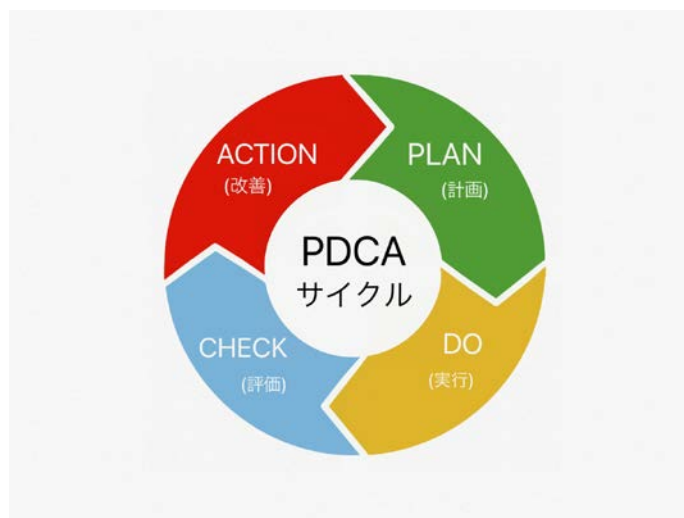 PDCA
サイクル
PLAN
(計画)
DO
(実行)
CHECK
(評価)
ACTION
(改善)